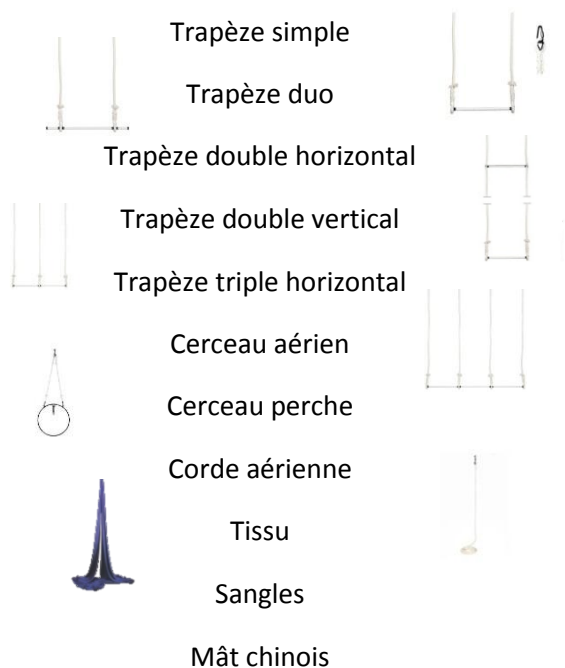 Trapèze simple
Trapèze duo
Trapèze double horizontal
Trapèze double vertical
Trapèze triple horizontal
Cerceau aérien
Cerceau perche
Corde aérienne
Tissu
Sangles
Mât chinois